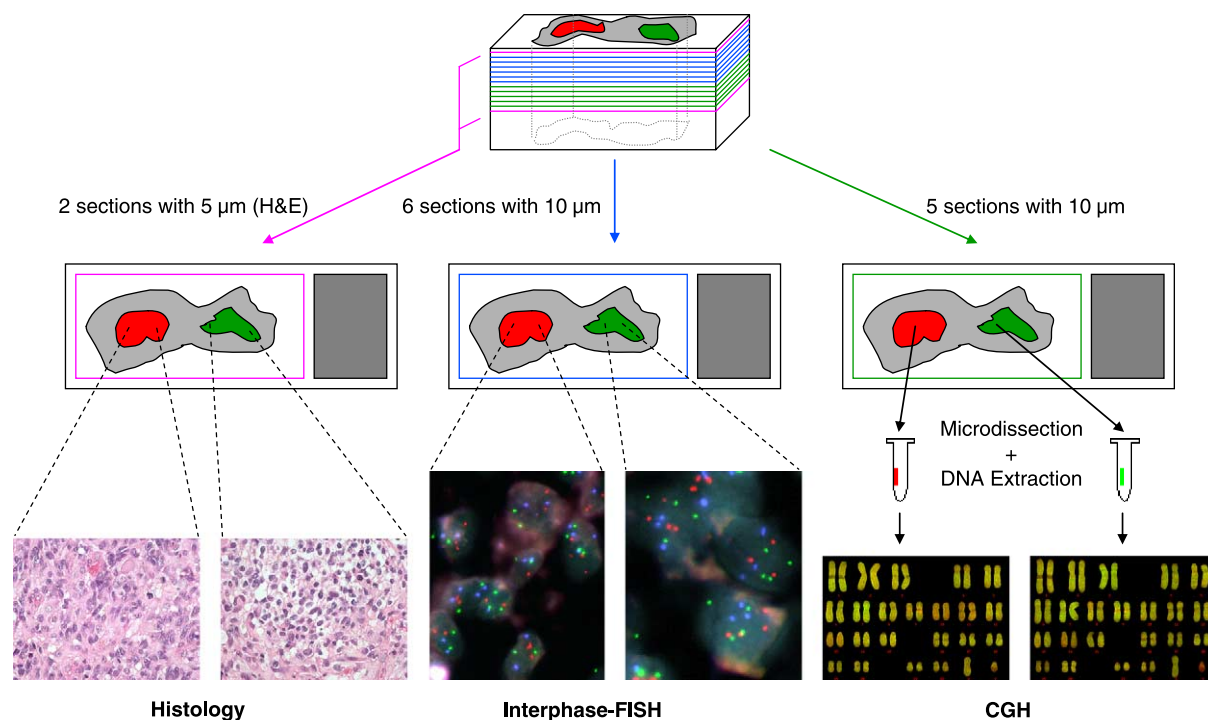 2 sections with 5 µm (H&E)
6 sections with 10 µm
5 sections with 10 µm
Microdissection
+
DNA Extraction
Histology
Interphase-FISH
CGH